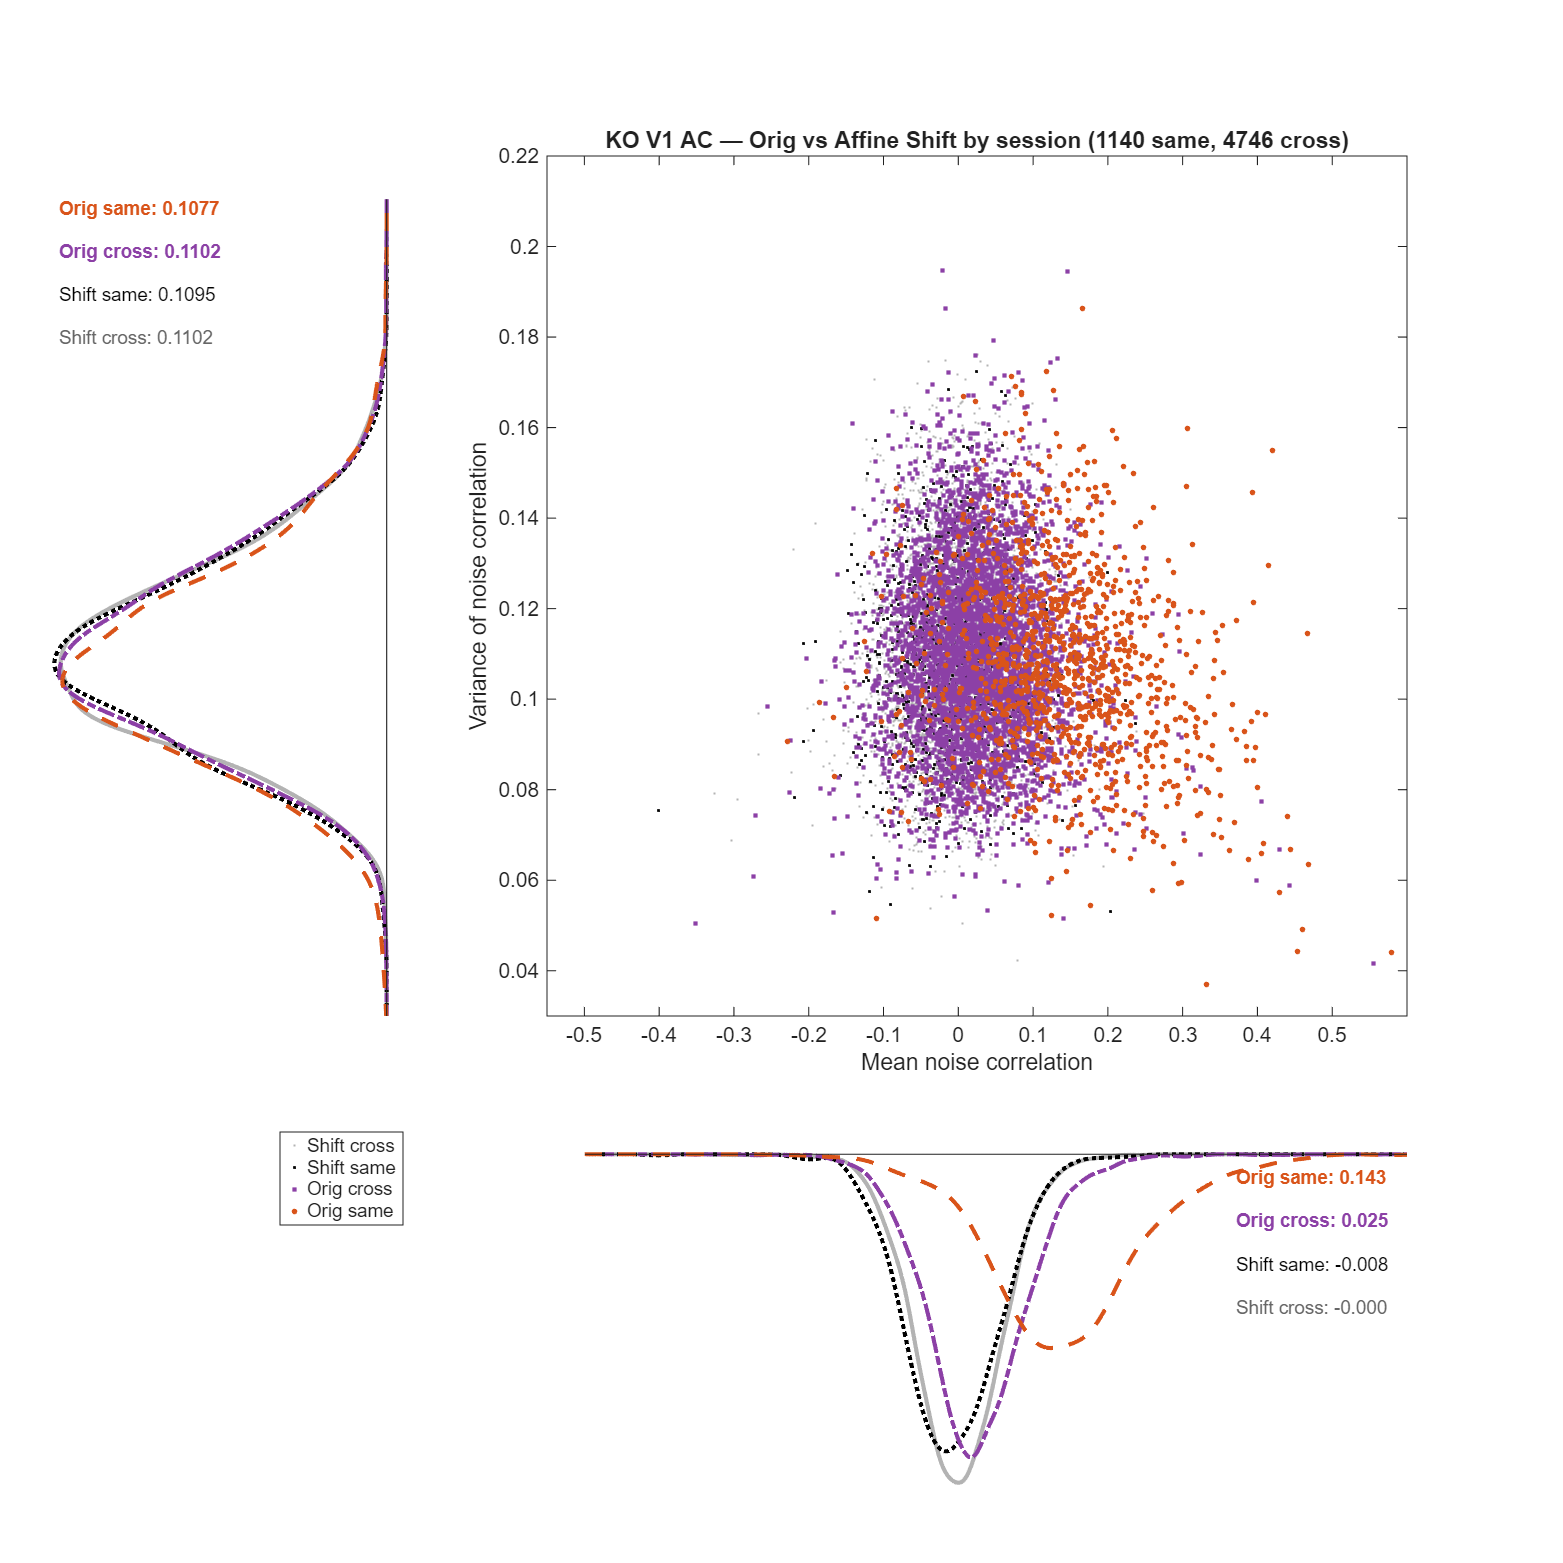 KO V1 AC — Orig vs Affine Shift by session (1140 same, 4746 cross)
Orig same: 0.1077
Orig cross: 0.1102
Shift same: 0.1095
Shift cross: 0.1102
Variance of noise correlation
0.22
0.2
0.18
0.16
0.14
0.12
0.1
0.08
0.06
0.04
-0.5 -0.4 -0.3 -0.2 -0.1 0 0.1 0.2 0.3 0.4 0.5
Mean noise correlation
Shift cross
Shift same
Orig cross
Orig same
Orig same: 0.143
Orig cross: 0.025
Shift same: -0.008
Shift cross: -0.000